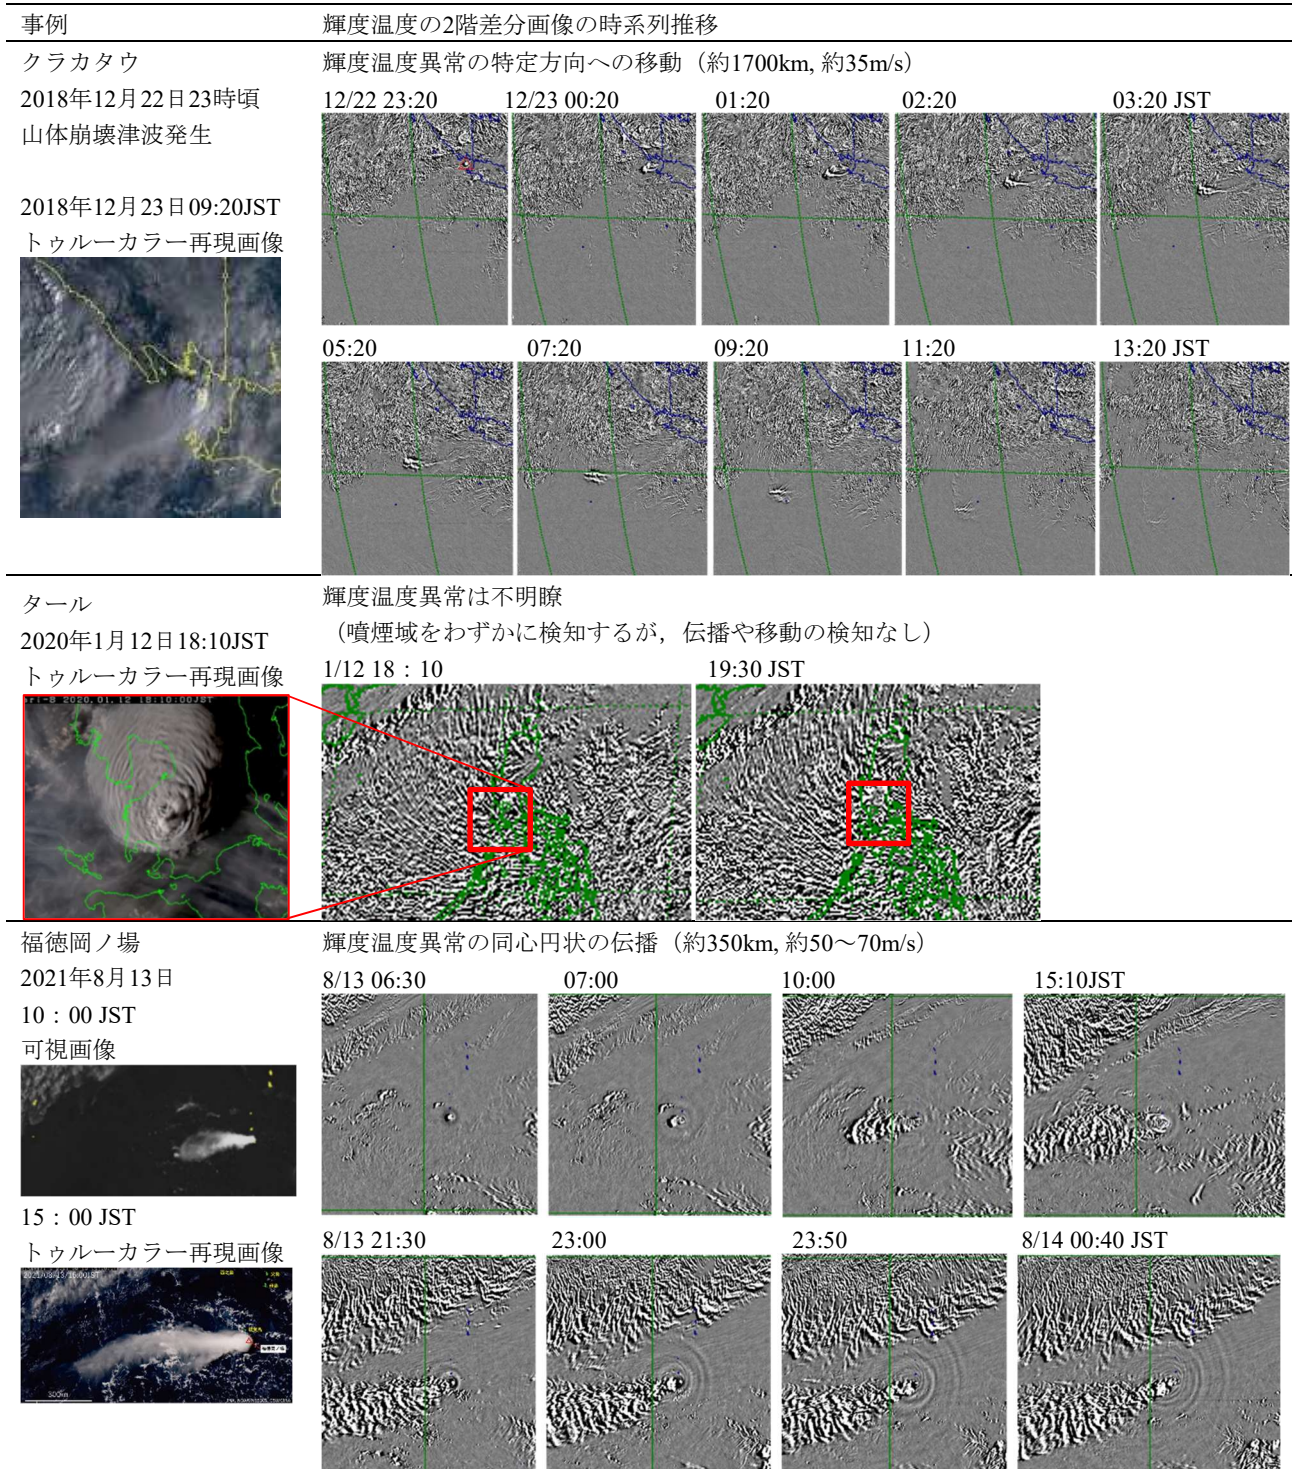 事例
輝度温度の2階差分画像の時系列推移
クラカタウ
2018年12月22日23時頃
山体崩壊津波発生
2018年12月23日09:20JST
トゥルーカラー再現画像
輝度温度異常の特定方向への移動（約1700km, 約35m/s）
12/22 23:20
12/23 00:20
01:20
02:20
03:20 JST
05:20
07:20
09:20
11:20
13:20 JST
タール
2020年1月12日18:10JST
トゥルーカラー再現画像
輝度温度異常は不明瞭
（噴煙域をわずかに検知するが，伝播や移動の検知なし）
1/12 18：10
19:30 JST
ri-8 2020.01.12 18:10:00JST
福徳岡ノ場
2021年8月13日
10：00 JST
可視画像
15：00 JST
トゥルーカラー再現画像
300km
輝度温度異常の同心円状の伝播（約350km, 約50～70m/s）
8/13 06:30
07:00
10:00
15:10JST
8/13 21:30
23:00
23:50
8/14 00:40 JST